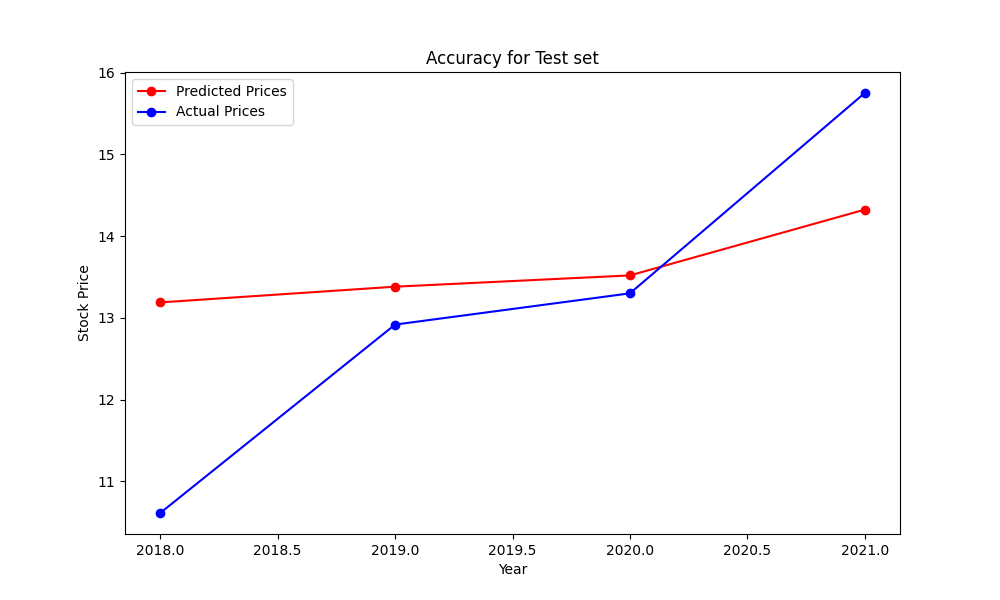 Accuracy for Test set
Predicted Prices
Actual Prices
Stock Price
16
15
14
13
12
11
2018.0 2018.5 2019.0 2019.5 2020.0 2020.5 2021.0
Year